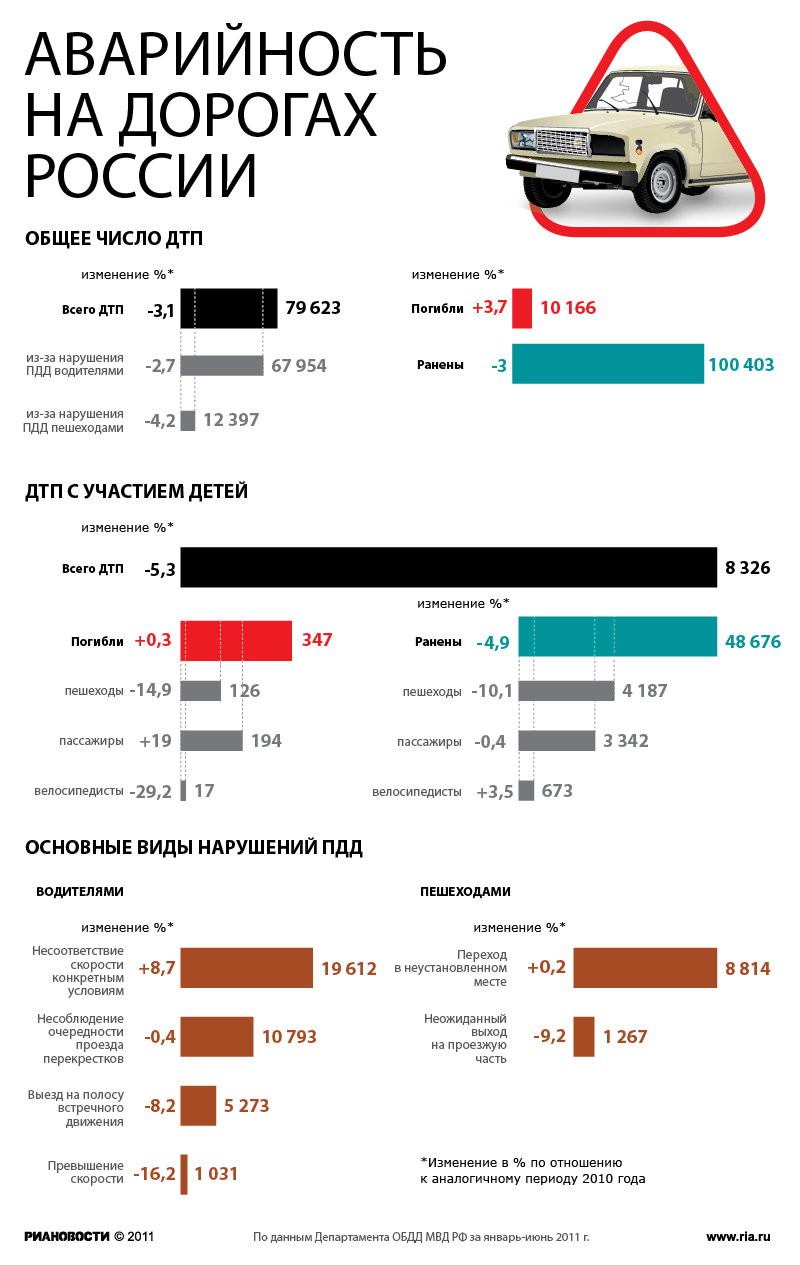 АВАРИЙНОСТЬ
НА ДОРОГАХ
РОССИИ
ОБЩЕЕ ЧИСЛО ДТП
изменение %*
Всего ДТП -3,1 79 623
из-за нарушения
ПДД водителями
-2,7 67 954
из-за нарушения
ПДД пешеходами
-4,2 12 397
изменение %*
Погибли +3,7 10 166
Ранены -3 100 403
ДТП С УЧАСТИЕМ ДЕТЕЙ
изменение %*
Всего ДТП -5,3 8 326
Погибли +0,3 347
пешеходы -14,9 126
пассажиры +19 194
велосипедисты -29,2 17
изменение %*
Ранены -4,9 48 676
пешеходы -10,1 4 187
пассажиры -0,4 3 342
велосипедисты +3,5 673
ОСНОВНЫЕ ВИДЫ НАРУШЕНИЙ ПДД
ВОДИТЕЛЯМИ
изменение %*
Несоответствие
скорости
конкретным
условиям
+8,7 19 612
Несоблюдение
очередности
проезда
перекрестков
-0,4 10 793
Выезд на полосу
встречного
движения
-8,2 5 273
Превышение
скорости
-16,2 1 031
ПЕШЕХОДАМИ
изменение %*
Переход
в неустановленном
месте
+0,2 8 814
Неожиданный
выход
на проезжую
часть
-9,2 1 267
*Изменение в % по отношению
к аналогичному периоду 2010 года
РИАНОВОСТИ © 2011
По данным Департамента ОБДД МВД РФ за январь-июнь 2011 г.
www.ria.ru